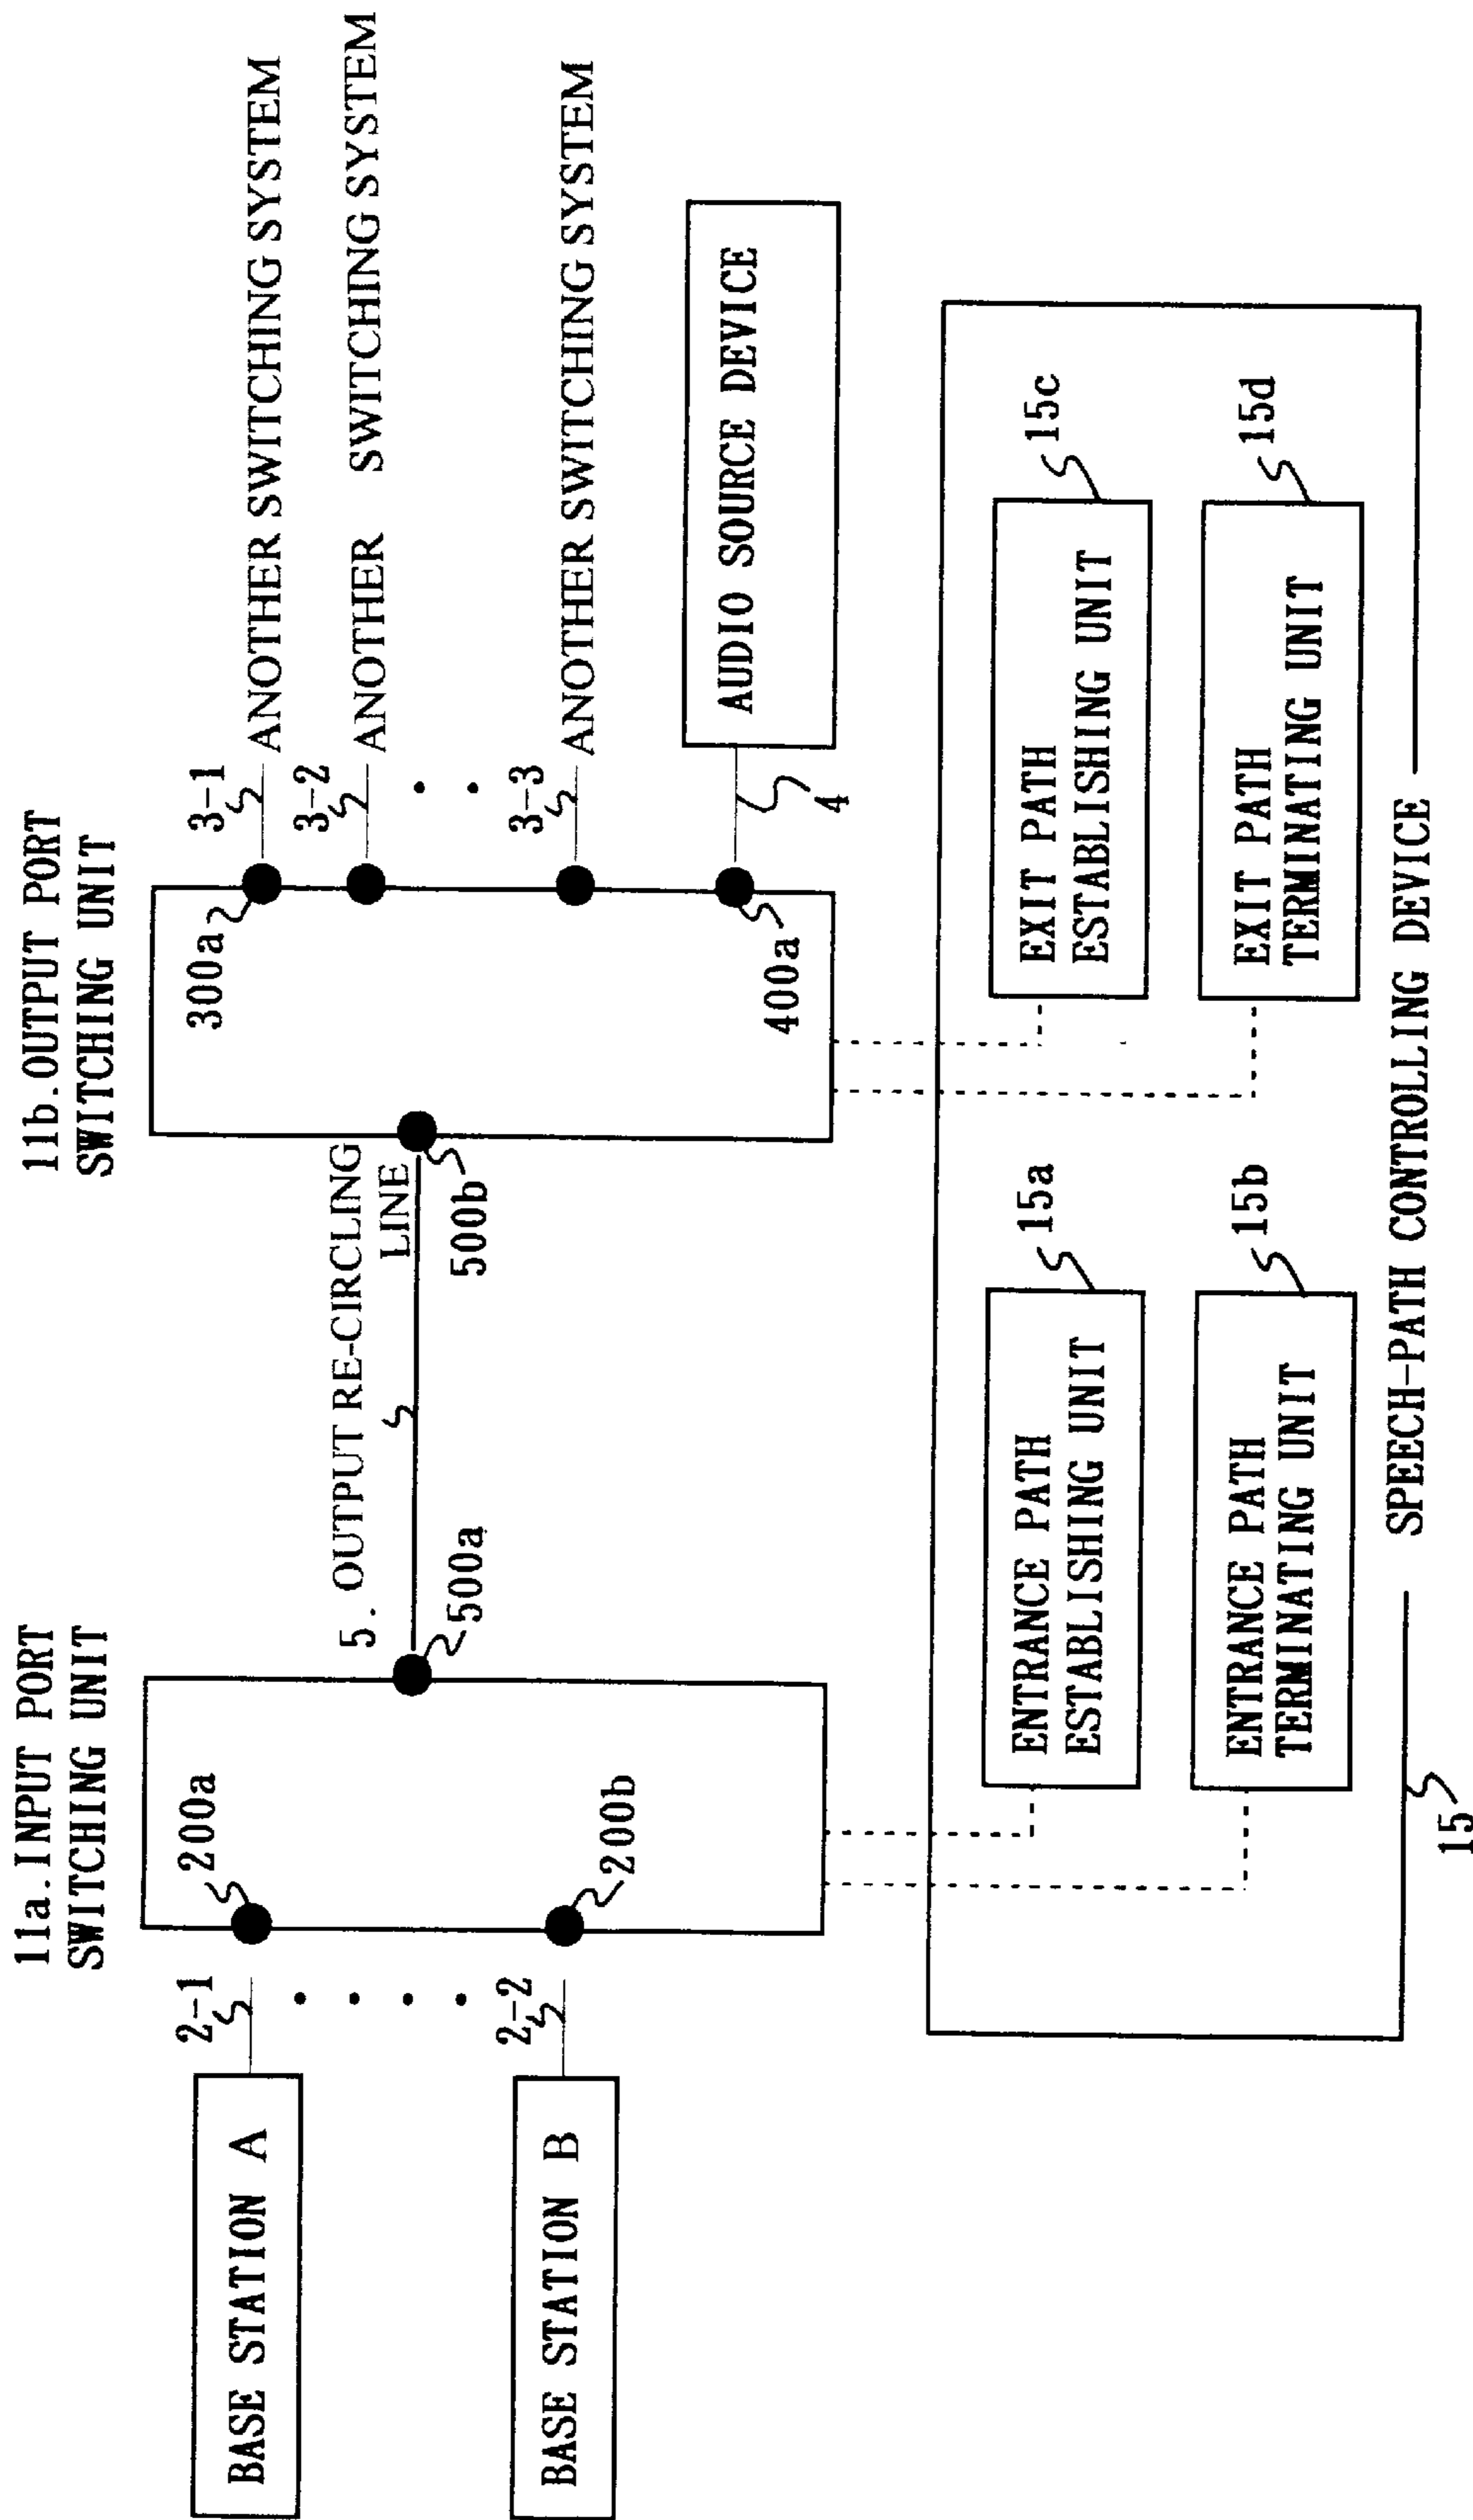 11a.INPUT PORT
SWITCHING UNIT
11b.OUTPUT PORT
SWITCHING UNIT
BASE STATION A
2-1
200a
BASE STATION B
2-2
200b
5. OUTPUT RE-CIRCLING
LINE
500a
500b
300a
400a
3-1
ANOTHER SWITCHING SYSTEM
3-2
ANOTHER SWITCHING SYSTEM
3-3
ANOTHER SWITCHING SYSTEM
4
AUDIO SOURCE DEVICE
ENTRANCE PATH
ESTABLISHING UNIT
15a
ENTRANCE PATH
TERMINATING UNIT
15b
EXIT PATH
ESTABLISHING UNIT
15c
EXIT PATH
TERMINATING UNIT
15d
15
SPEECH-PATH CONTROLLING DEVICE